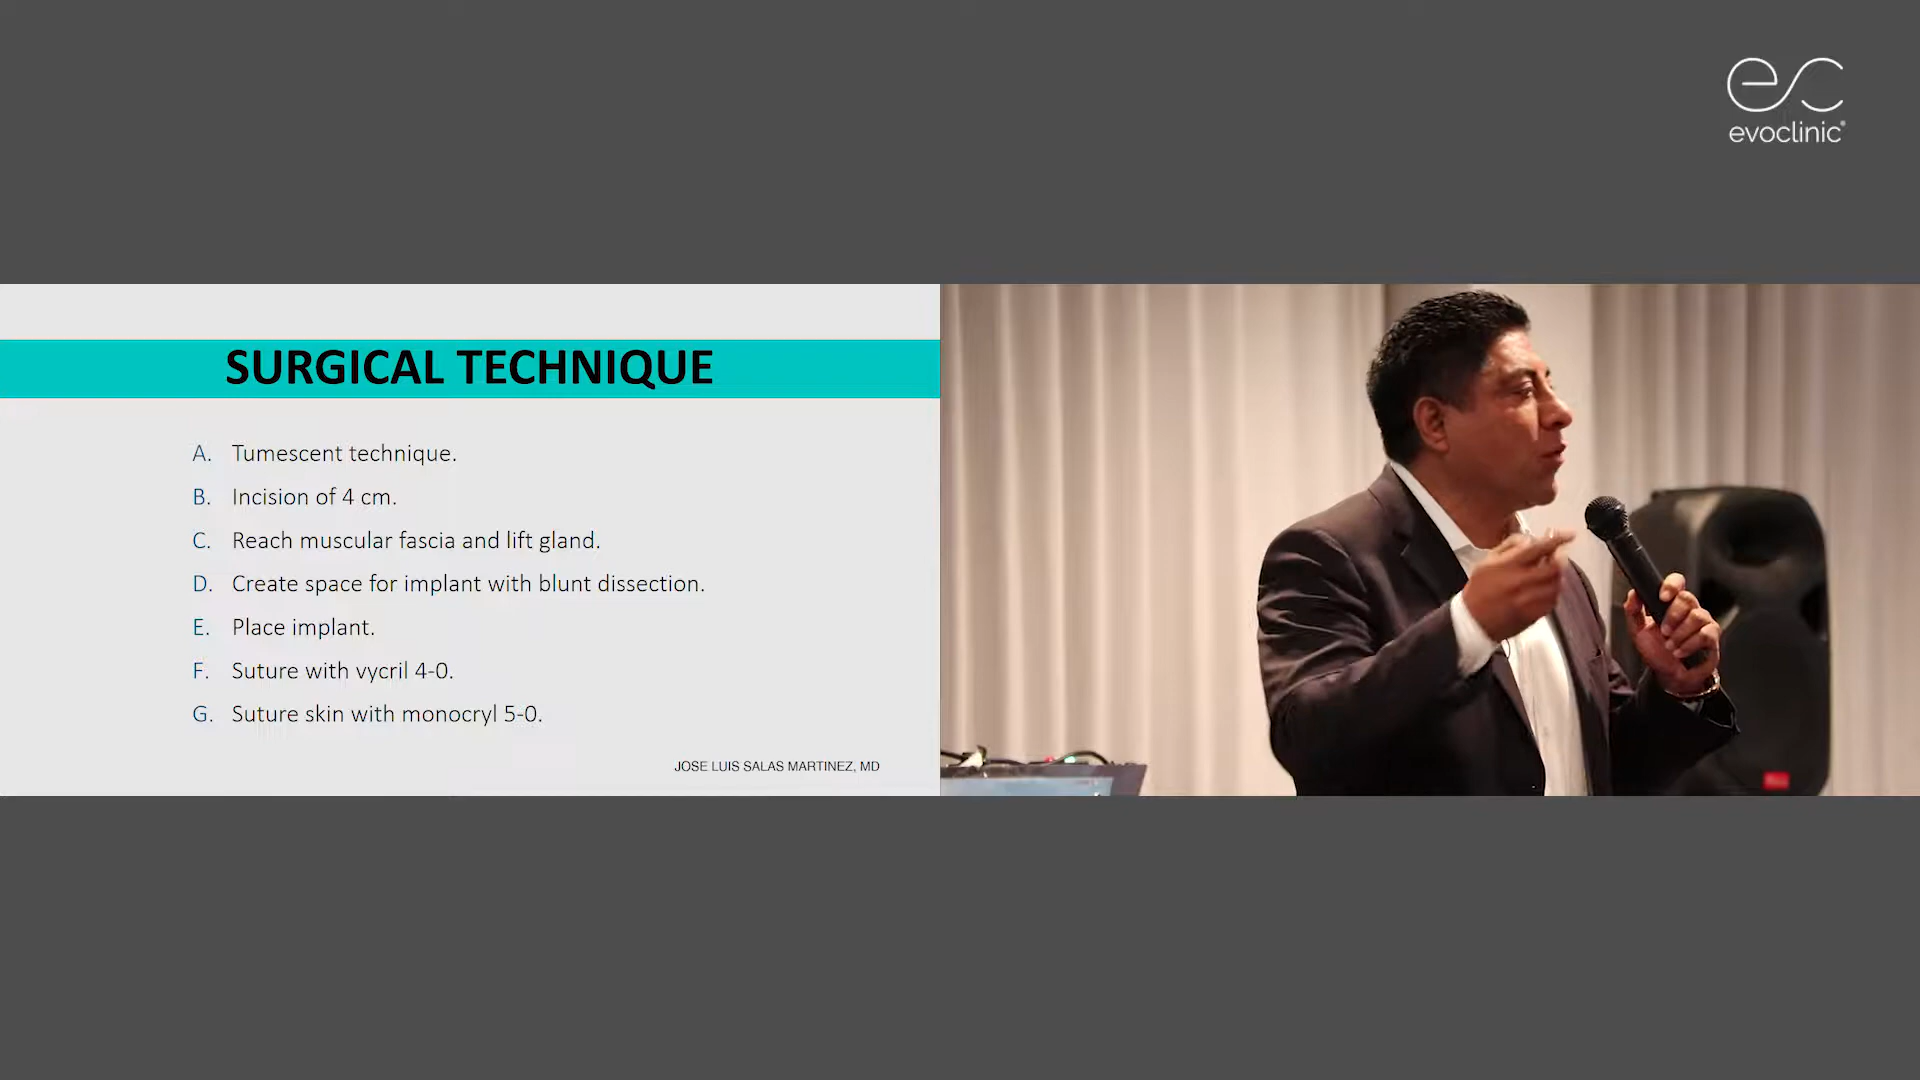 ec
evoclinic®
SURGICAL TECHNIQUE
A. Tumescent technique.
B. Incision of 4 cm.
C. Reach muscular fascia and lift gland.
D. Create space for implant with blunt dissection.
E. Place implant.
F. Suture with vycril 4-0.
G. Suture skin with monocryl 5-0.
JOSE LUIS SALAS MARTINEZ, MD